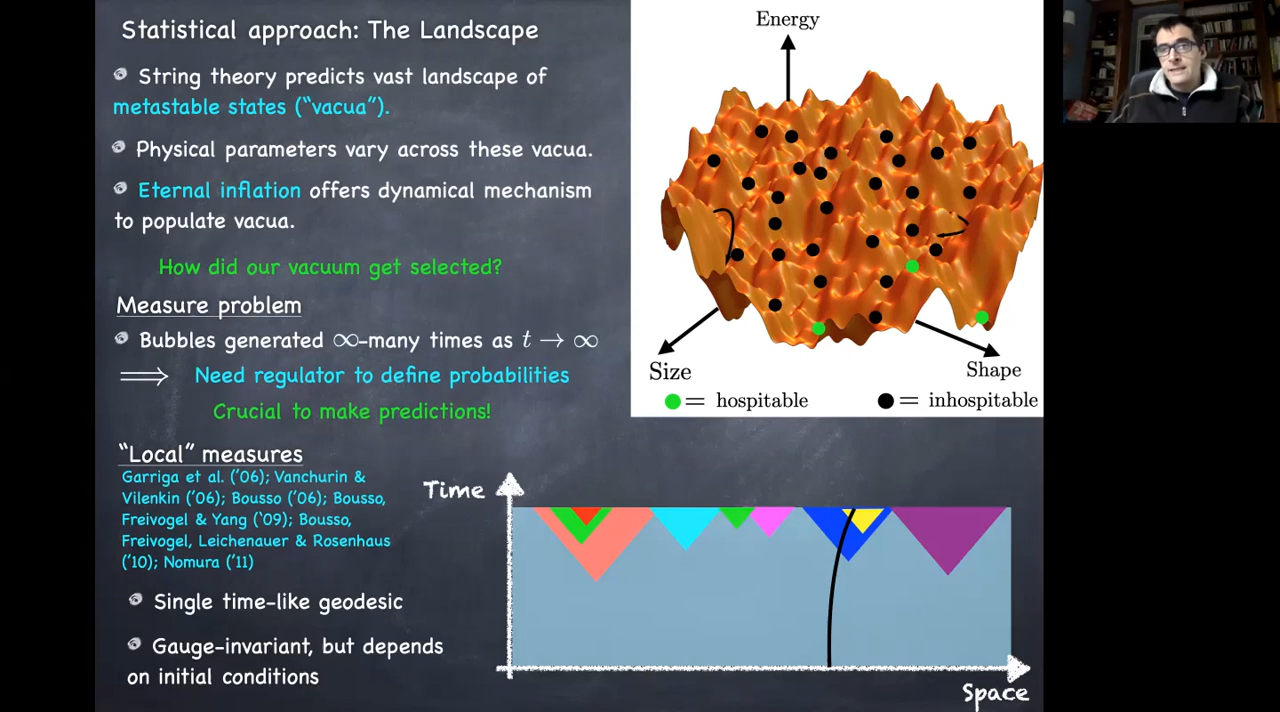 Statistical approach: The Landscape
String theory predicts vast landscape of
metastable states (“vacua”).
Physical parameters vary across these vacua.
Eternal inflation offers dynamical mechanism
to populate vacua.
How did our vacuum get selected?
Measure problem
Bubbles generated ∞-many times as t → ∞
⟹ Need regulator to define probabilities
Crucial to make predictions!
“Local” measures
Garriga et al. (’06); Vanchurin &
Vilenkin (’06); Bousso (’06); Bousso,
Freivogel & Yang (‘09); Bousso,
Freivogel, Leichenauer & Rosenhaus
(’10); Nomura (’11)
Single time-like geodesic
Gauge-invariant, but depends
on initial conditions
Energy
Size
Shape
= hospitable
= inhospitable
Time
Space